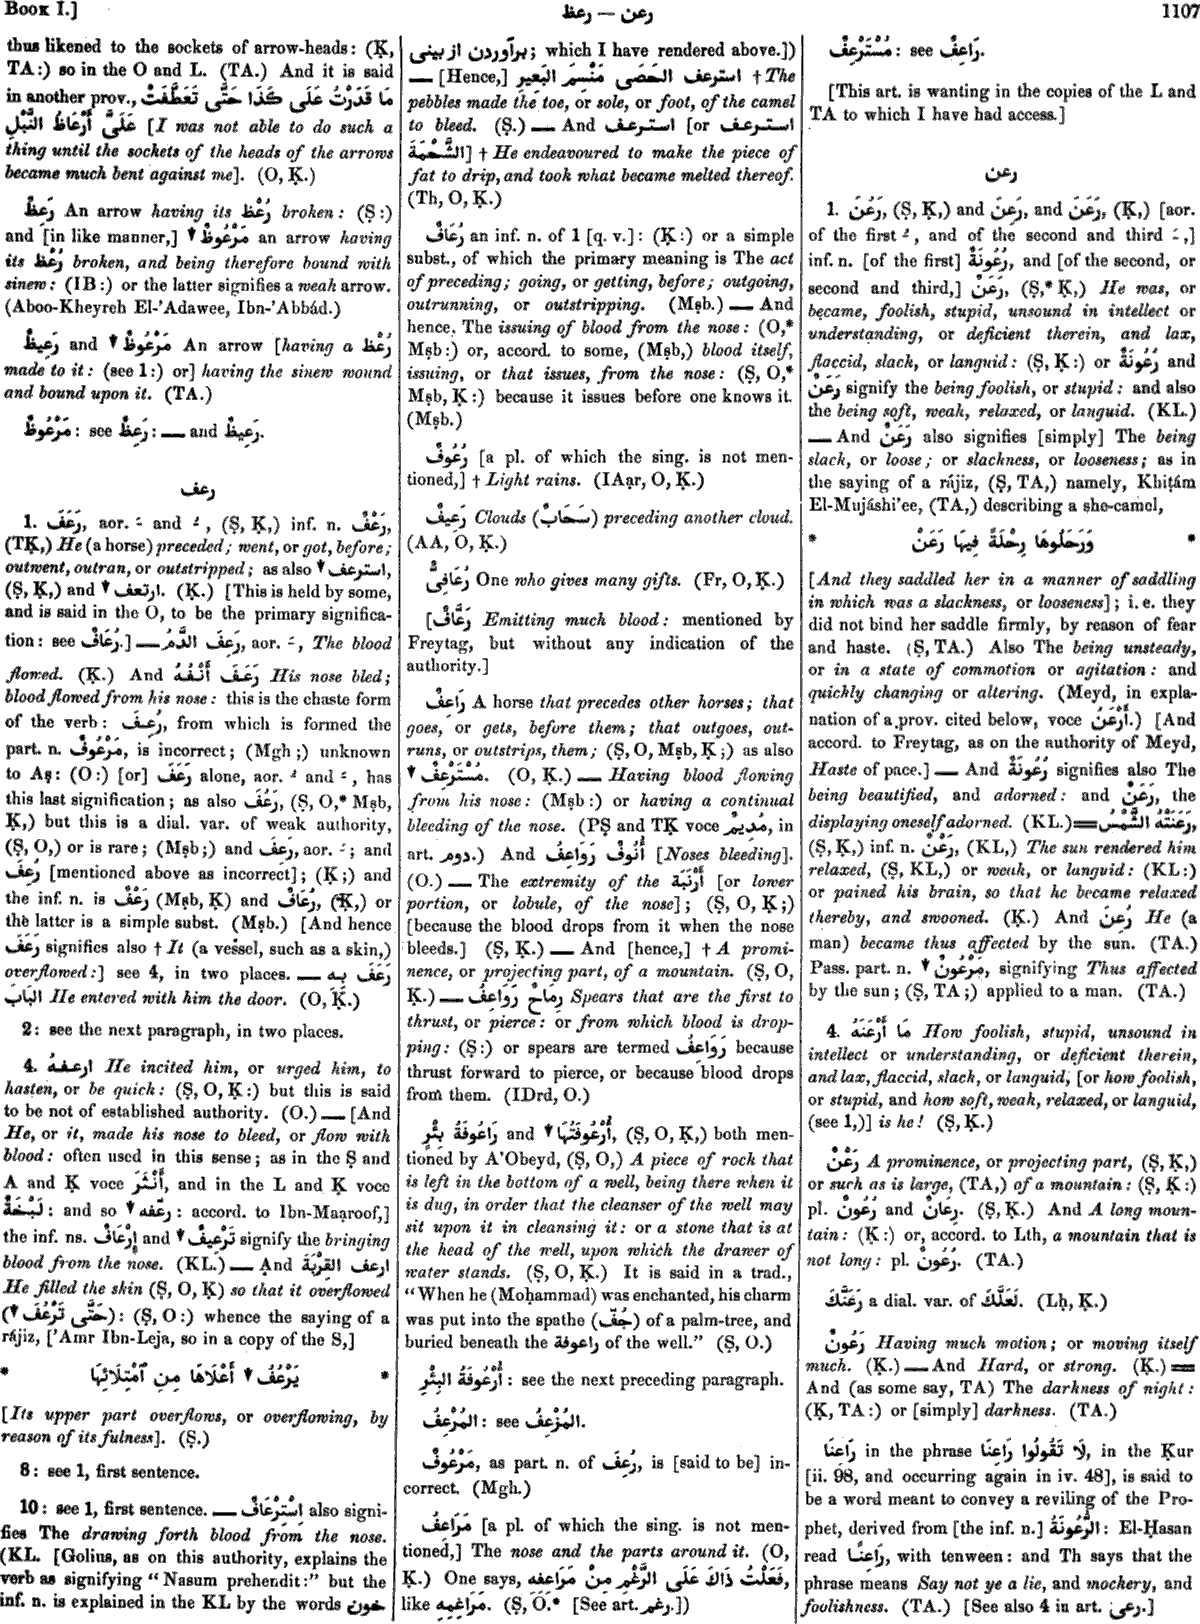 Book I.]
رعظ — رعن
1107
thus likened to the sockets of arrow-heads: (Ḳ,
TA:) so in the O and L. (TA.) And it is said
in another prov., مَا قَدَرْتُ عَلَى كَذَا حَتَّى تَعَطَّفَتْ
عَلَىَّ أَرْعَاظُ النَّبْلِ [I was not able to do such a
thing until the sockets of the heads of the arrows
became much bent against me]. (O, Ḳ.)
رَعِظٌ An arrow having its رُعْظ broken: (Ṣ:)
and [in like manner,] ▼ مَرْعُوظٌ an arrow having
its رُعْظ broken, and being therefore bound with
sinew: (IB:) or the latter signifies a weak arrow.
(Aboo-Kheyreh El-'Adawee, Ibn-'Abbád.)
رَعِيظٌ and ▼ مَرْعُوظٌ An arrow [having a رُعْظ
made to it: (see 1:) or] having the sinew wound
and bound upon it. (TA.)
مَرْعُوظٌ: see رَعِظٌ: — and رَعِيظٌ.
رعف
1. رَعَفَ, aor. ـَ and ـُ, (Ṣ, Ḳ,) inf. n. رَعْفٌ,
(TḲ,) He (a horse) preceded; went, or got, before;
outwent, outran, or outstripped; as also ▼ استرعف,
(Ṣ, Ḳ,) and ▼ ارتعف. (Ḳ.) [This is held by some,
and is said in the O, to be the primary significa-
tion: see رُعَافٌ.] — رَعَفَ الدَّمُ, aor. ـَ, The blood
flowed. (Ḳ.) And رَعَفَ أَنْفُهُ His nose bled;
blood flowed from his nose: this is the chaste form
of the verb: رُعِفَ, from which is formed the
part. n. مَرْعُوفٌ, is incorrect; (Mgh;) unknown
to Aṣ: (O:) [or] رَعَفَ alone, aor. ـُ and ـَ, has
this last signification; as also رَعُفَ, (Ṣ, O,* Mṣb,
Ḳ,) but this is a dial. var. of weak authority,
(Ṣ, O,) or is rare; (Mṣb;) and رَعِفَ, aor. ـَ; and
رُعِفَ [mentioned above as incorrect]; (Ḳ;) and
the inf. n. is رَعْفٌ (Mṣb, Ḳ) and رُعَافٌ, (Ḳ,) or
the latter is a simple subst. (Mṣb.) [And hence
رَعَفَ signifies also † It (a vessel, such as a skin,)
overflowed:] see 4, in two places. — رَعَفَ بِهِ
البَابَ He entered with him the door. (O, Ḳ.)
2: see the next paragraph, in two places.
4. ارعفهُ He incited him, or urged him, to
hasten, or be quick: (Ṣ, O, Ḳ:) but this is said
to be not of established authority. (O.) — [And
He, or it, made his nose to bleed, or flow with
blood: often used in this sense; as in the Ṣ and
A and Ḳ voce أَنْثَرَ, and in the L and Ḳ voce
لَبْخَةٌ: and so ▼ رعّفه: accord. to Ibn-Maạroof,]
the inf. ns. إِرْعَافٌ and ▼ تَرْعِيفٌ signify the bringing
blood from the nose. (KL.) — And ارعف القِرْبَةَ
He filled the skin (Ṣ, O, Ḳ) so that it overflowed
(▼ حَتَّى تَرْعُفَ): (Ṣ, O:) whence the saying of a
rájiz, ['Amr Ibn-Leja, so in a copy of the S,]
* يَرْعُفُ ▼ أَعْلَاهَا مِنِ ٱمْتِلَائِهَا *
[Its upper part overflows, or overflowing, by
reason of its fulness]. (Ṣ.)
8: see 1, first sentence.
10: see 1, first sentence. — اِسْتِرْعَافٌ also signi-
fies The drawing forth blood from the nose.
(KL. [Golius, as on this authority, explains the
verb as signifying “Nasum prehendit:” but the
inf. n. is explained in the KL by the words خون
برآوردن از بينى; which I have rendered above.])
— [Hence,] استرعف الحَصَى مَنْسِمَ البَعِيرِ † The
pebbles made the toe, or sole, or foot, of the camel
to bleed. (Ṣ.) — And استرعف [or استرعف
الشَّحْمَةَ] † He endeavoured to make the piece of
fat to drip, and took what became melted thereof.
(Th, O, Ḳ.)
رُعَافٌ an inf. n. of 1 [q. v.]: (Ḳ:) or a simple
subst., of which the primary meaning is The act
of preceding; going, or getting, before; outgoing,
outrunning, or outstripping. (Mṣb.) — And
hence, The issuing of blood from the nose: (O,*
Mṣb:) or, accord. to some, (Mṣb,) blood itself,
issuing, or that issues, from the nose: (Ṣ, O,*
Mṣb, Ḳ:) because it issues before one knows it.
(Mṣb.)
رُعُوفٌ [a pl. of which the sing. is not men-
tioned,] † Light rains. (IAạr, O, Ḳ.)
رَعِيفٌ Clouds (سَحَابٌ) preceding another cloud.
(AA, O, Ḳ.)
رُعَافِىٌّ One who gives many gifts. (Fr, O, Ḳ.)
[رَعَّافٌ Emitting much blood: mentioned by
Freytag, but without any indication of the
authority.]
رَاعِفٌ A horse that precedes other horses; that
goes, or gets, before them; that outgoes, out-
runs, or outstrips, them; (Ṣ, O, Mṣb, Ḳ;) as also
▼ مُسْتَرْعِفٌ. (O, Ḳ.) — Having blood flowing
from his nose: (Mṣb:) or having a continual
bleeding of the nose. (PṢ and TḲ voce مُدِيمٌ, in
art. دوم.) And أُنُوفٌ رَوَاعِفُ [Noses bleeding].
(O.) — The extremity of the أَرْنَبَة [or lower
portion, or lobule, of the nose]; (Ṣ, O, Ḳ;)
[because the blood drops from it when the nose
bleeds.] (Ṣ, Ḳ.) — And [hence,] † A promi-
nence, or projecting part, of a mountain. (Ṣ, O,
Ḳ.) — رِمَاحٌ رَوَاعِفُ Spears that are the first to
thrust, or pierce: or from which blood is drop-
ping: (Ṣ:) or spears are termed رَوَاعِفُ because
thrust forward to pierce, or because blood drops
from them. (IDrd, O.)
رَاعُوفَةُ بِئْرٍ and ▼ أُرْعُوفَتُهَا, (Ṣ, O, Ḳ,) both men-
tioned by A'Obeyd, (Ṣ, O,) A piece of rock that
is left in the bottom of a well, being there when it
is dug, in order that the cleanser of the well may
sit upon it in cleansing it: or a stone that is at
the head of the well, upon which the drawer of
water stands. (Ṣ, O, Ḳ.) It is said in a trad.,
“When he (Moḥammad) was enchanted, his charm
was put into the spathe (جُفّ) of a palm-tree, and
buried beneath the راعوفة of the well.” (Ṣ, O.)
أُرْعُوفَةُ البِئْرِ: see the next preceding paragraph.
المُرْعِفُ: see المُزْعِفُ.
مَرْعُوفٌ, as part. n. of رُعِفَ, is [said to be] in-
correct. (Mgh.)
مَرَاعِفُ [a pl. of which the sing. is not men-
tioned,] The nose and the parts around it. (O,
Ḳ.) One says, فَعَلْتُ ذَاكَ عَلَى الرَّغْمِ مِنْ مَرَاعِفِهِ,
like مَرَاغِمِهِ. (Ṣ, O.* [See art. رغم.])
مُسْتَرْعِفٌ: see رَاعِفٌ.
[This art. is wanting in the copies of the L and
TA to which I have had access.]
رعن
1. رَعُنَ, (Ṣ, Ḳ,) and رَعِنَ, and رَعَنَ, (Ḳ,) [aor.
of the first ـُ, and of the second and third ـَ,]
inf. n. [of the first] رُعُونَةٌ, and [of the second, or
second and third,] رَعَنٌ, (Ṣ,* Ḳ,) He was, or
became, foolish, stupid, unsound in intellect or
understanding, or deficient therein, and lax,
flaccid, slack, or languid: (Ṣ, Ḳ:) or رُعُونَةٌ and
رَعَنٌ signify the being foolish, or stupid: and also
the being soft, weak, relaxed, or languid. (KL.)
— And رَعَنٌ also signifies [simply] The being
slack, or loose; or slackness, or looseness; as in
the saying of a rájiz, (Ṣ, TA,) namely, Khiṭám
El-Mujáshi'ee, (TA,) describing a she-camel,
* وَرَحَلُوهَا رِحْلَةً فِيهَا رَعَنْ *
[And they saddled her in a manner of saddling
in which was a slackness, or looseness]; i. e. they
did not bind her saddle firmly, by reason of fear
and haste. (Ṣ, TA.) Also The being unsteady,
or in a state of commotion or agitation: and
quickly changing or altering. (Meyd, in expla-
nation of a prov. cited below, voce أَرْعَنُ.) [And
accord. to Freytag, as on the authority of Meyd,
Haste of pace.] — And رُعُونَةٌ signifies also The
being beautified, and adorned: and رَعَنٌ, the
displaying oneself adorned. (KL.) = رَعَنَتْهُ الشَّمْسُ,
(Ṣ, Ḳ,) inf. n. رَعْنٌ, (KL,) The sun rendered him
relaxed, (Ṣ, KL,) or weak, or languid: (KL:)
or pained his brain, so that he became relaxed
thereby, and swooned. (Ḳ.) And رُعِنَ He (a
man) became thus affected by the sun. (TA.)
Pass. part. n. ▼ مَرْعُونٌ, signifying Thus affected
by the sun; (Ṣ, TA;) applied to a man. (TA.)
4. مَا أَرْعَنَهُ How foolish, stupid, unsound in
intellect or understanding, or deficient therein,
and lax, flaccid, slack, or languid, [or how foolish,
or stupid, and how soft, weak, relaxed, or languid,
(see 1,)] is he! (Ṣ, Ḳ.)
رَعْنٌ A prominence, or projecting part, (Ṣ, Ḳ,)
or such as is large, (TA,) of a mountain: (Ṣ, Ḳ:)
pl. رِعَانٌ and رُعُونٌ. (Ṣ, Ḳ.) And A long moun-
tain: (Ḳ:) or, accord. to Lth, a mountain that is
not long: pl. رُعُونٌ. (TA.)
رَعَنَّكَ a dial. var. of لَعَلَّكَ. (Lḥ, Ḳ.)
رَعُونٌ Having much motion; or moving itself
much. (Ḳ.) — And Hard, or strong. (Ḳ.) =
And (as some say, TA) The darkness of night:
(Ḳ, TA:) or [simply] darkness. (TA.)
رَاعِنَا in the phrase لَا تَقُولُوا رَاعِنَا, in the Ḳur
[ii. 98, and occurring again in iv. 48], is said to
be a word meant to convey a reviling of the Pro-
phet, derived from [the inf. n.] الرُّعُونَةُ: El-Ḥasan
read رَاعِنًا, with tenween: and Th says that the
phrase means Say not ye a lie, and mockery, and
foolishness. (TA.) [See also 4 in art. رعى.]